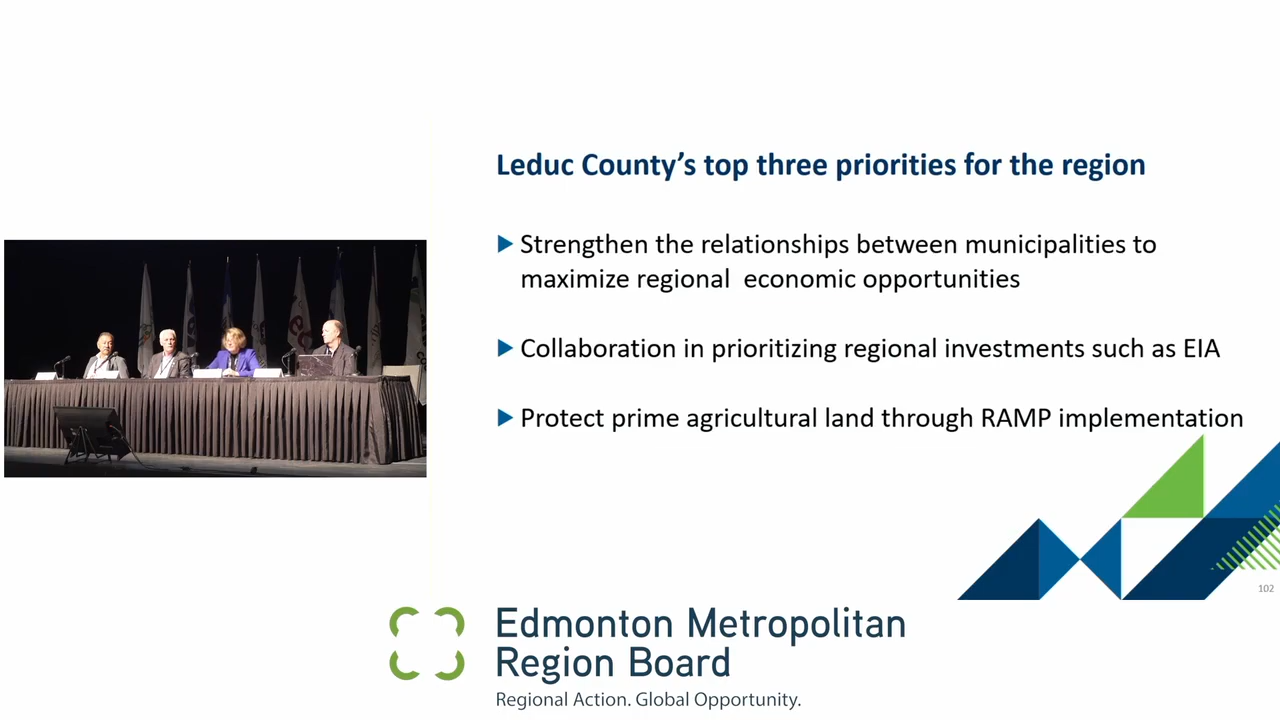 Leduc County’s top three priorities for the region
Strengthen the relationships between municipalities to
maximize regional  economic opportunities
Collaboration in prioritizing regional investments such as EIA
Protect prime agricultural land through RAMP implementation
102
Edmonton Metropolitan
Region Board
Regional Action. Global Opportunity.